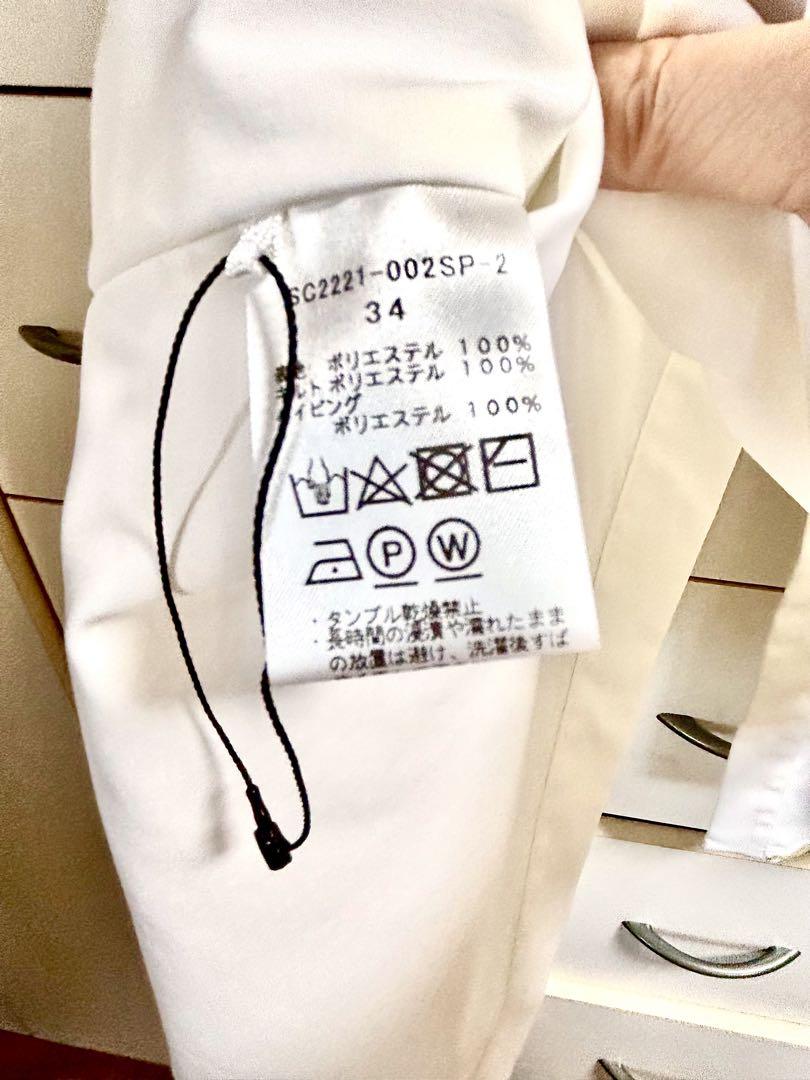 SC2221-002SP-2
34
ポリエステル 100%
キルト ポリエステル 100%
パイピング
ポリエステル 100%
P W
・タンブル乾燥禁止
・長時間の浸漬や濡れたまま
の放置は避け、洗濯後すば